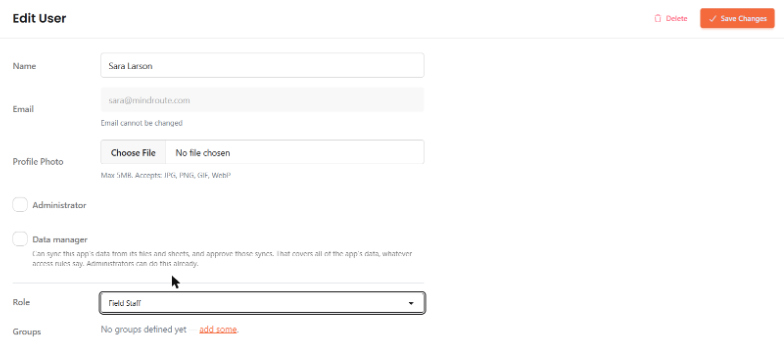 Edit User
Delete
Save Changes
Name
Sara Larson
Email
sara@mindroute.com
Email cannot be changed
Profile Photo
Choose File No file chosen
Max 5MB. Accepts: JPG, PNG, GIF, WebP
Administrator
Data manager
Can sync this app's data from its files and sheets, and approve those syncs. That covers all of the app's data, whatever
access rules say. Administrators can do this already.
Role
Field Staff
Groups
No groups defined yet add some.